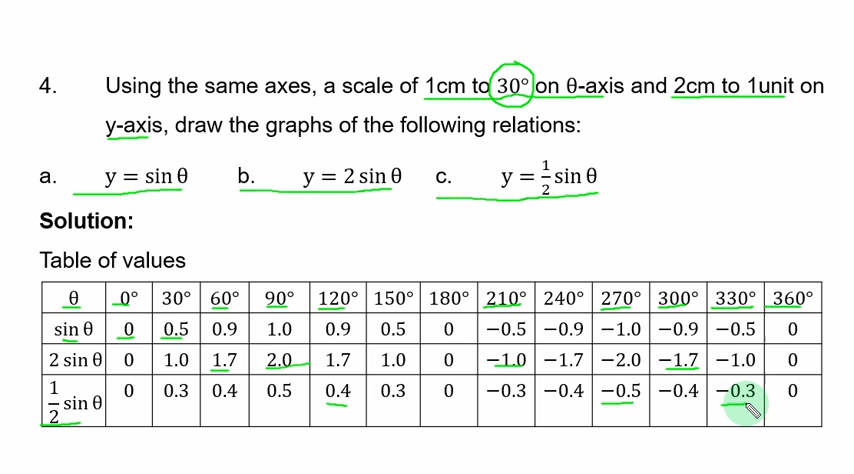 4. Using the same axes, a scale of 1cm to 30° on θ-axis and 2cm to 1unit on
y-axis, draw the graphs of the following relations:
a. y = sin θ b. y = 2 sin θ c. y = 1/2 sin θ
Solution:
Table of values
θ 0° 30° 60° 90° 120° 150° 180° 210° 240° 270° 300° 330° 360°
sin θ 0 0.5 0.9 1.0 0.9 0.5 0 −0.5 −0.9 −1.0 −0.9 −0.5 0
2 sin θ 0 1.0 1.7 2.0 1.7 1.0 0 −1.0 −1.7 −2.0 −1.7 −1.0 0
1/2 sin θ 0 0.3 0.4 0.5 0.4 0.3 0 −0.3 −0.4 −0.5 −0.4 −0.3 0